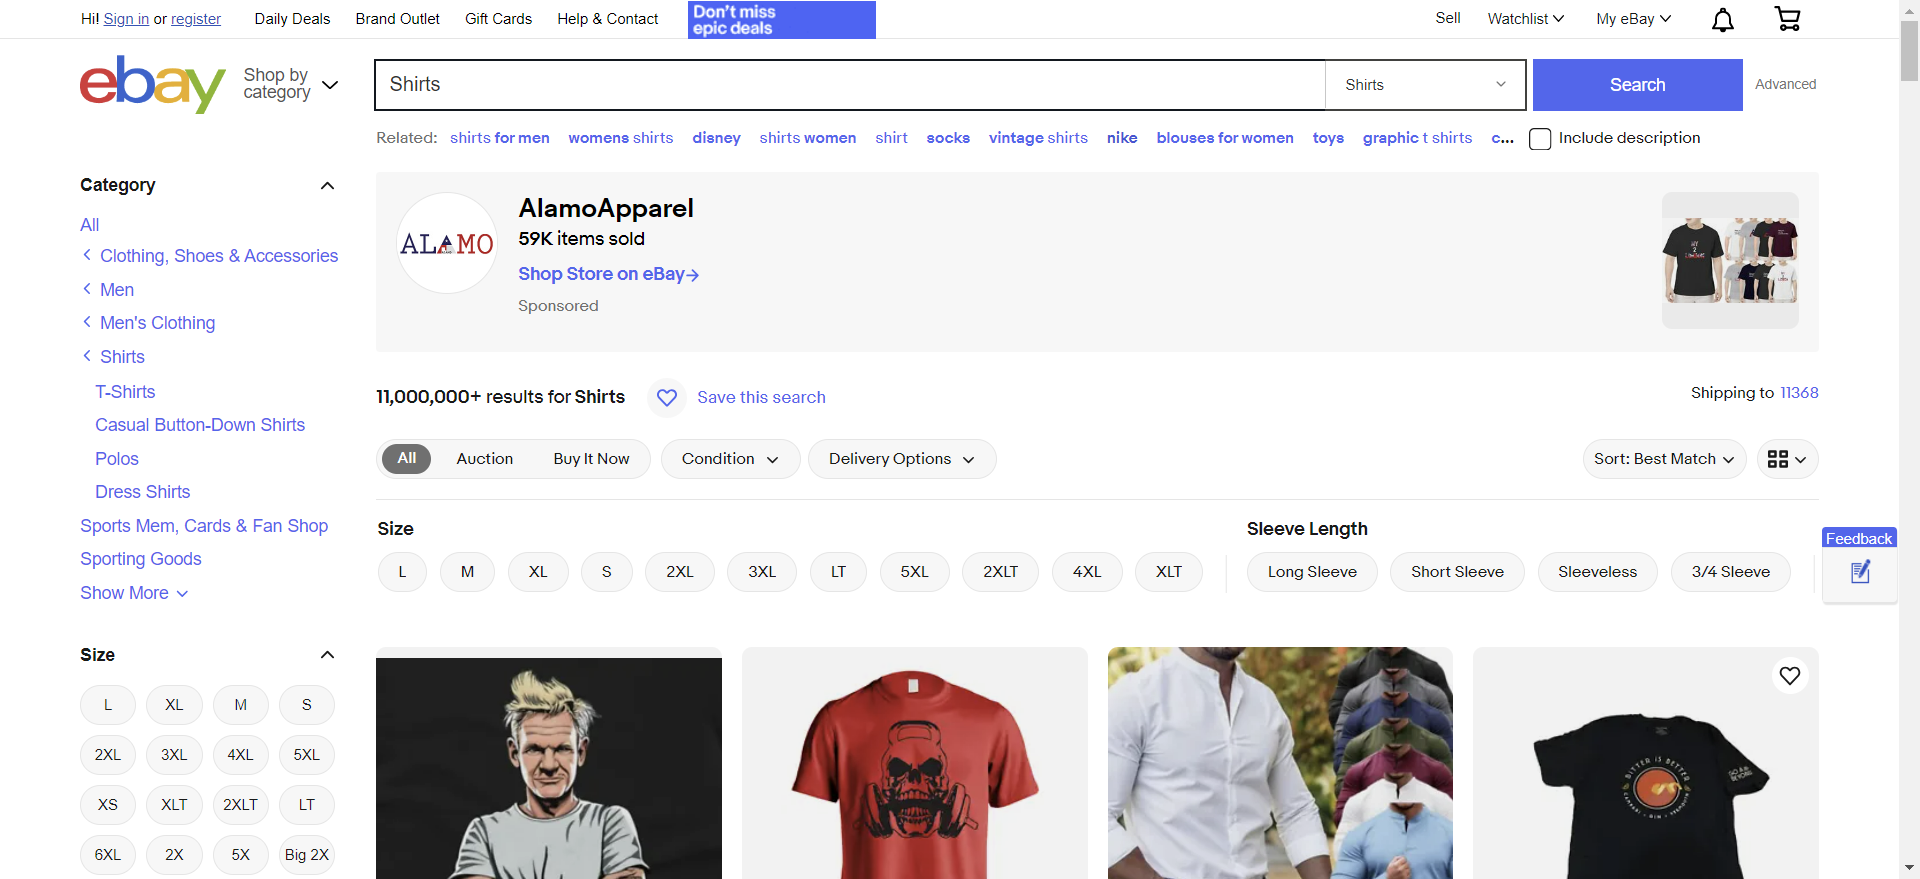 Hi! Sign in or register
Daily Deals
Brand Outlet
Gift Cards
Help & Contact
Don't miss
epic deals
Sell
Watchlist
My eBay
ebay
Shop by
category
Shirts
Shirts
Search
Advanced
Related: shirts for men womens shirts disney shirts women shirt socks vintage shirts nike blouses for women toys graphic t shirts c...
Include description
Category
All
Clothing, Shoes & Accessories
Men
Men's Clothing
Shirts
T-Shirts
Casual Button-Down Shirts
Polos
Dress Shirts
Sports Mem, Cards & Fan Shop
Sporting Goods
Show More
Size
L XL M S
2XL 3XL 4XL 5XL
XS XLT 2XLT LT
6XL 2X 5X Big 2X
ALAMO
AlamoApparel
59K items sold
Shop Store on eBay→
Sponsored
11,000,000+ results for Shirts
Save this search
Shipping to 11368
All
Auction
Buy It Now
Condition
Delivery Options
Sort: Best Match
Size
L M XL S 2XL 3XL LT 5XL 2XLT 4XL XLT
Sleeve Length
Long Sleeve Short Sleeve Sleeveless 3/4 Sleeve
Feedback
BITTER IS BETTER
CAMPARI • GIN • VERMOUTH